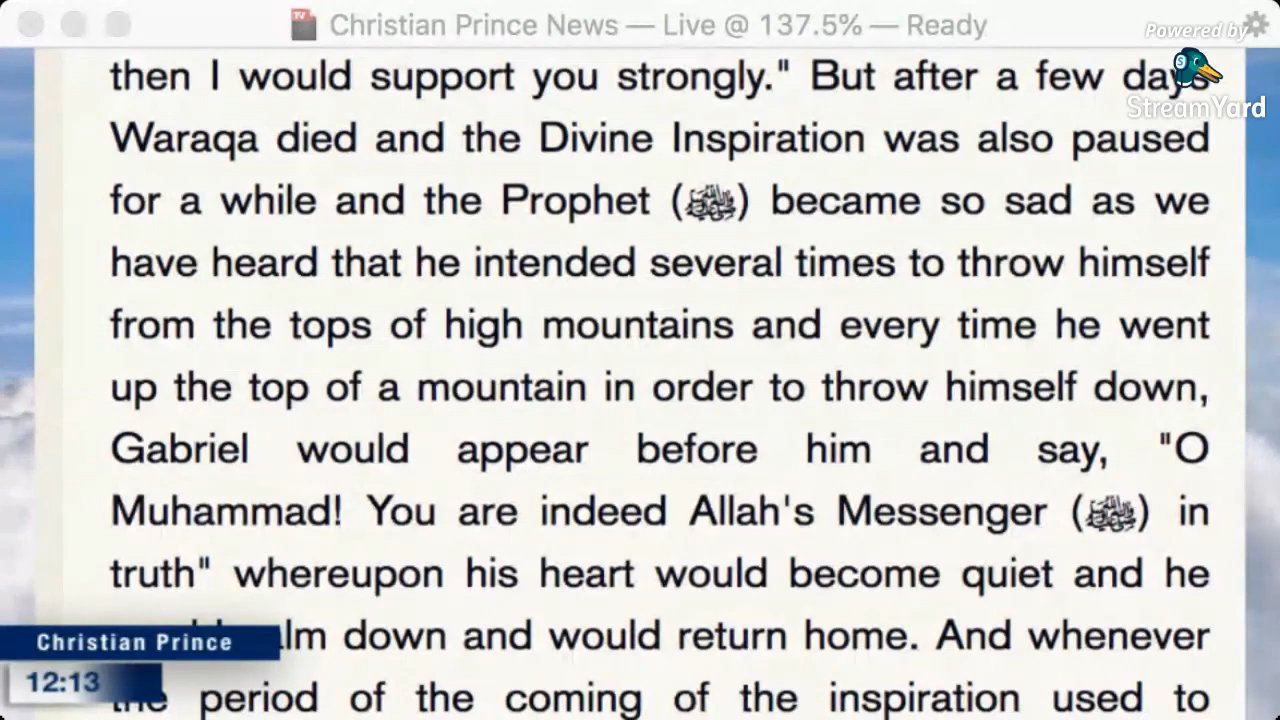 Christian Prince News — Live @ 137.5% — Ready
Powered by
StreamYard
then I would support you strongly." But after a few days
Waraqa died and the Divine Inspiration was also paused
for a while and the Prophet (ﷺ) became so sad as we
have heard that he intended several times to throw himself
from the tops of high mountains and every time he went
up the top of a mountain in order to throw himself down,
Gabriel would appear before him and say, "O
Muhammad! You are indeed Allah's Messenger (ﷺ) in
truth" whereupon his heart would become quiet and he
down and would return home. And whenever
the period of the coming of the inspiration used to
Christian Prince
12:13